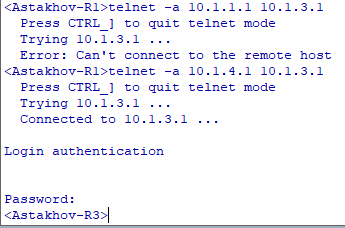 <Astakhov-R1>telnet -a 10.1.1.1 10.1.3.1
Press CTRL_] to quit telnet mode
Trying 10.1.3.1 ...
Error: Can't connect to the remote host
<Astakhov-R1>telnet -a 10.1.4.1 10.1.3.1
Press CTRL_] to quit telnet mode
Trying 10.1.3.1 ...
Connected to 10.1.3.1 ...
Login authentication
Password:
<Astakhov-R3>